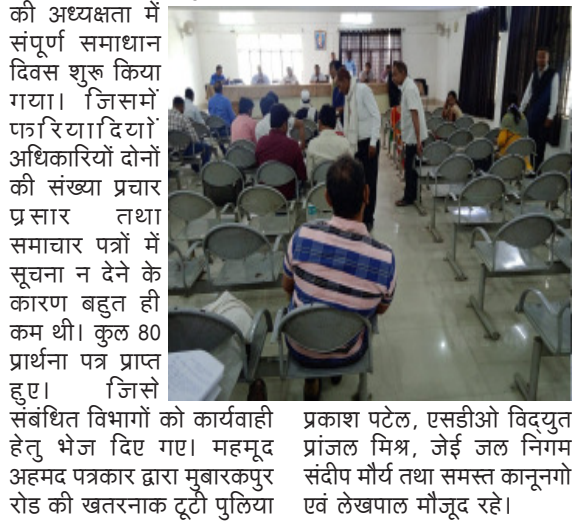 की अध्यक्षता में
संपूर्ण समाधान
दिवस शुरू किया
गया। जिसमें
फरियादियों
अधिकारियों दोनों
की संख्या प्रचार
प्रसार तथा
समाचार पत्रों में
सूचना न देने के
कारण बहुत ही
कम थी। कुल 80
प्रार्थना पत्र प्राप्त
हुए। जिसे
संबंधित विभागों को कार्यवाही
हेतु भेज दिए गए। महमूद
अहमद पत्रकार द्वारा मुबारकपुर
रोड की खतरनाक टूटी पुलिया
प्रकाश पटेल, एसडीओ विद्युत
प्रांजल मिश्र, जेई जल निगम
संदीप मौर्य तथा समस्त कानूनगो
एवं लेखपाल मौजूद रहे।